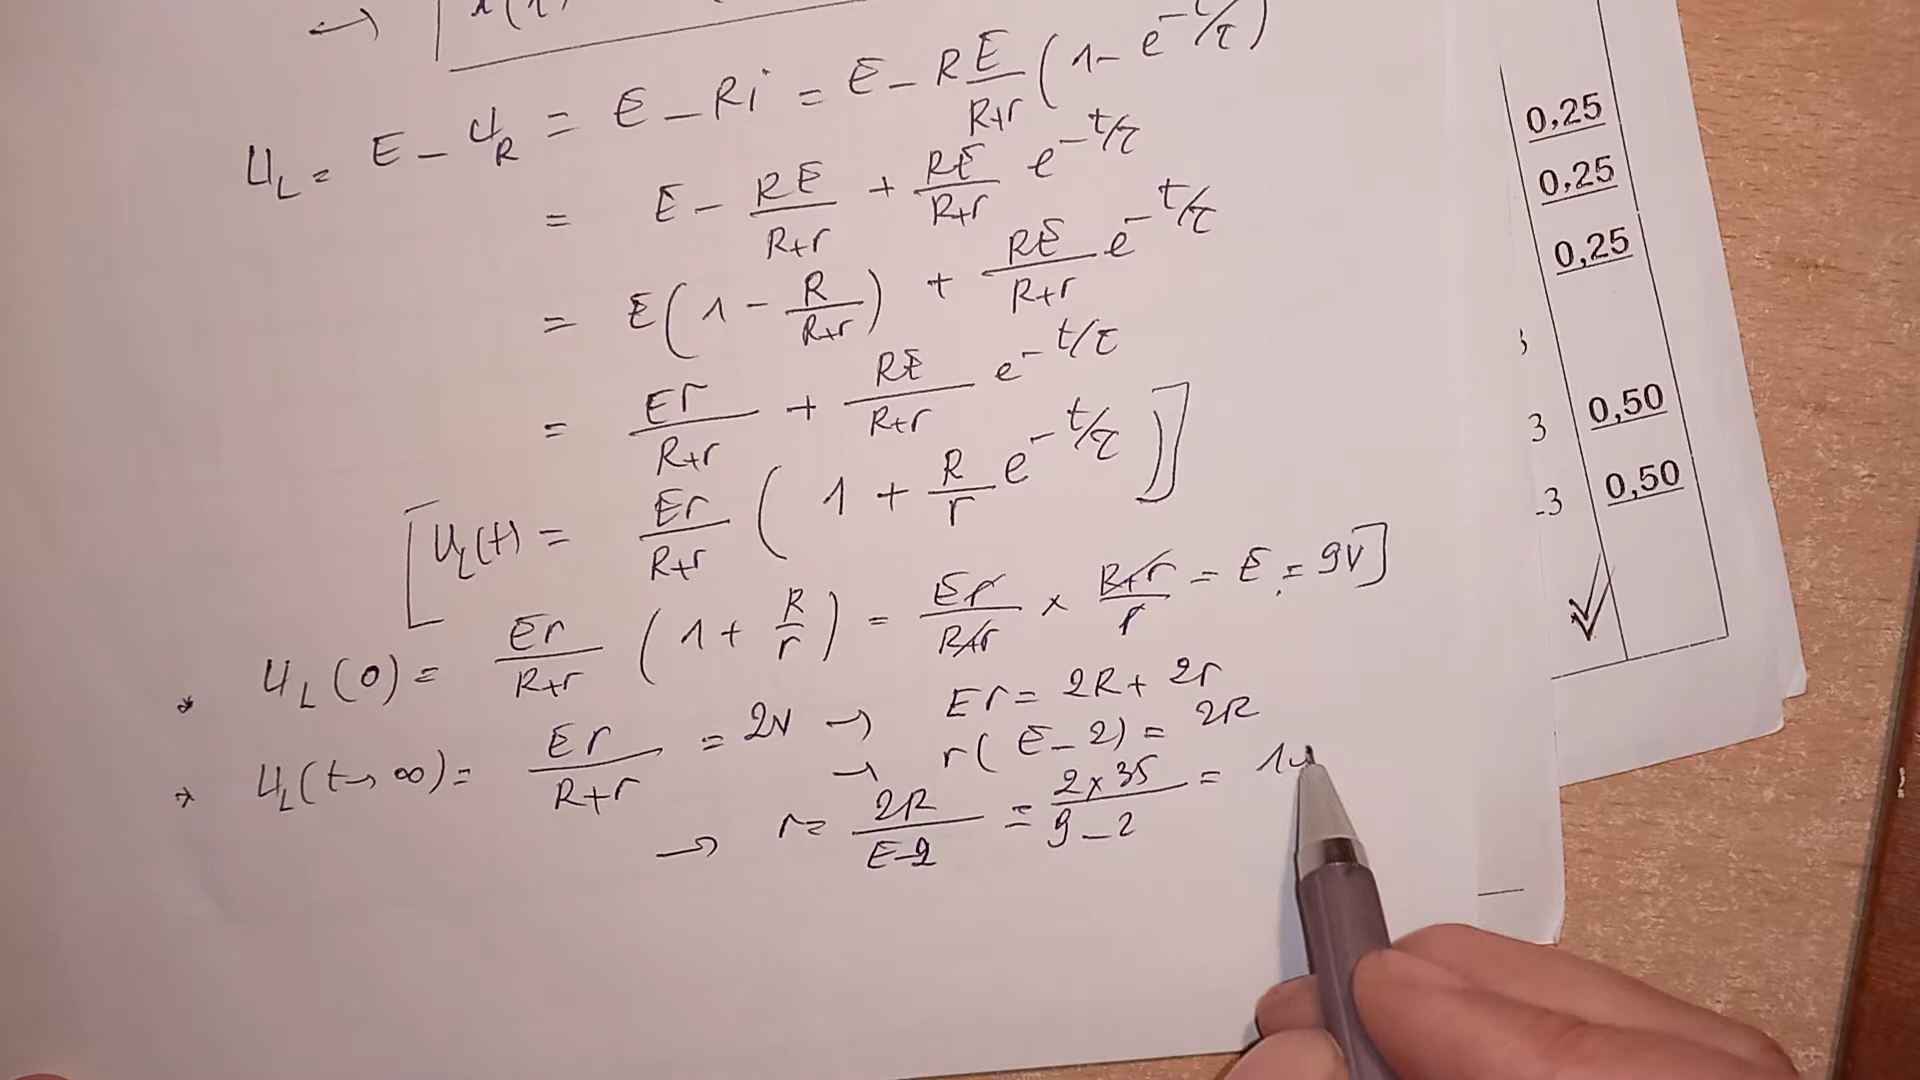 U_L = E - U_R = E - Ri = E - R E/(R+r) (1 - e^(-t/τ))
= E - RE/(R+r) + RE/(R+r) e^(-t/τ)
= E(1 - R/(R+r)) + RE/(R+r) e^(-t/τ)
= Er/(R+r) + RE/(R+r) e^(-t/τ)
[U_L(t) = Er/(R+r) (1 + R/r e^(-t/τ))]
* U_L(0) = Er/(R+r) (1 + R/r) = Er/(R+r) × (R+r)/r = E = 9V]
* U_L(t→∞) = Er/(R+r) = 2V → Er = 2R + 2r
→ r(E - 2) = 2R
→ r = 2R/(E-2) = (2×35)/(9-2) =
0,25
0,25
0,25
3 0,50
-3 0,50